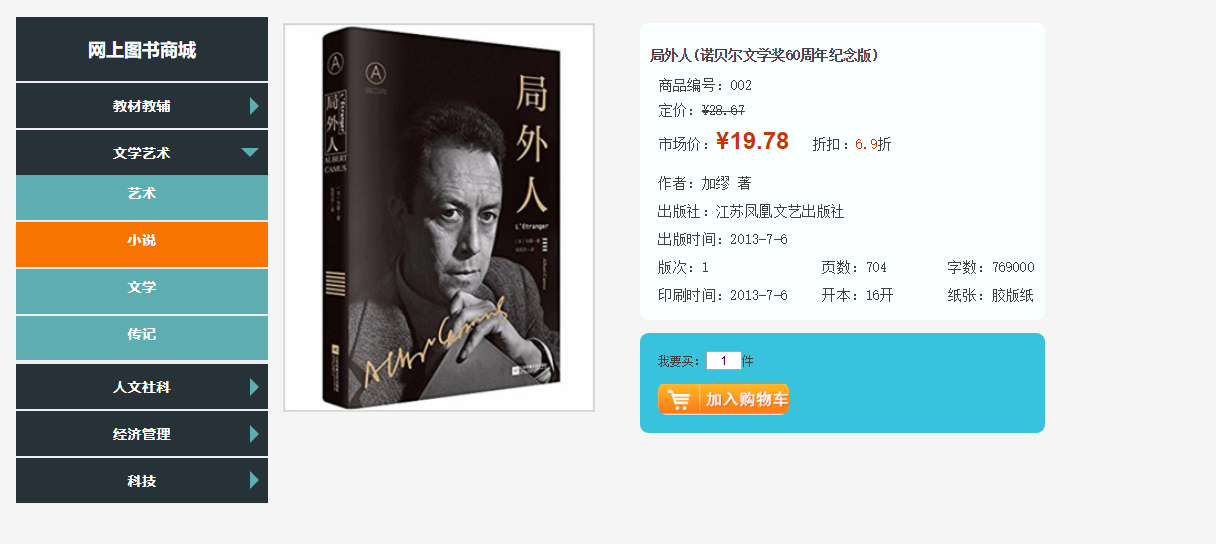 网上图书商城
教材教辅
文学艺术
艺术
小说
文学
传记
人文社科
经济管理
科技
局外人
局外人
ALBERT
CAMUS
L'Étranger
Albert Camus
局外人(诺贝尔文学奖60周年纪念版)
商品编号：002
定价：¥28.67
市场价：¥19.78 折扣：6.9折
作者：加缪 著
出版社：江苏凤凰文艺出版社
出版时间：2013-7-6
版次：1 页数：704 字数：769000
印刷时间：2013-7-6 开本：16开 纸张：胶版纸
我要买：1件
加入购物车